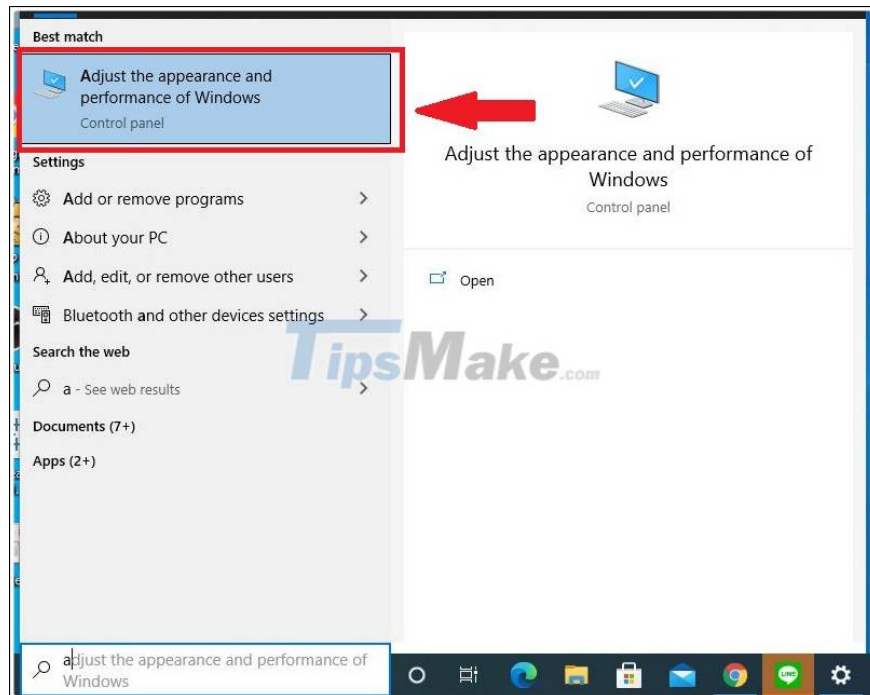 Best match
Adjust the appearance and
performance of Windows
Control panel
Settings
Add or remove programs
About your PC
Add, edit, or remove other users
Bluetooth and other devices settings
Search the web
a - See web results
Documents (7+)
Apps (2+)
Adjust the appearance and performance of
Windows
Control panel
Open
TipsMake.com
adjust the appearance and performance of
Windows
LINE